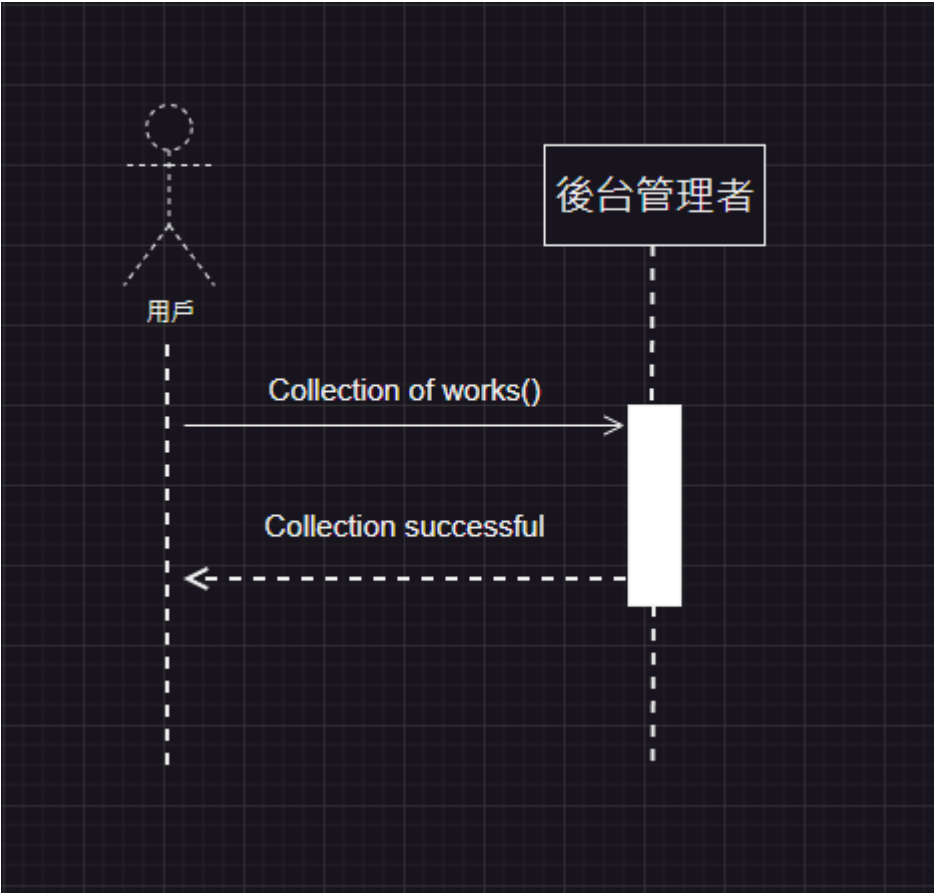 後台管理者
用戶
Collection of works()
Collection successful